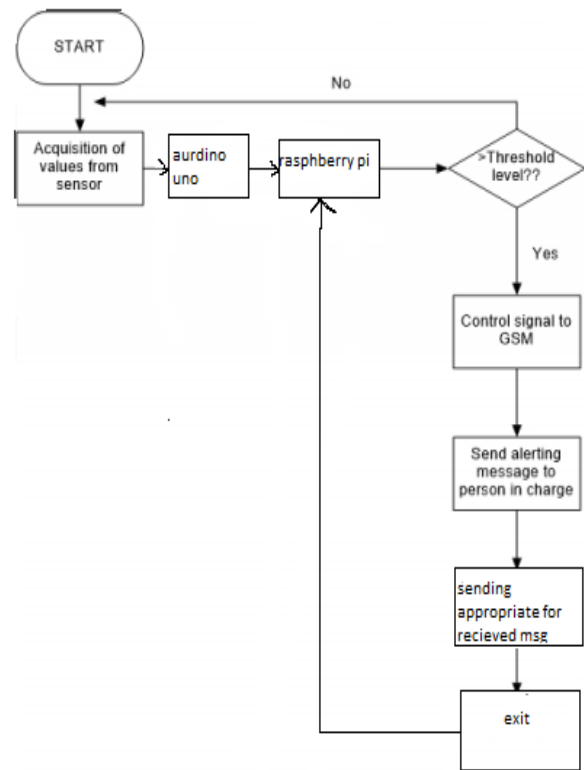 START
No
Acquisition of
values from
sensor
aurdino
uno
rasphberry pi
>Threshold
level??
Yes
Control signal to
GSM
Send alerting
message to
person in charge
sending
appropriate for
recieved msg
exit